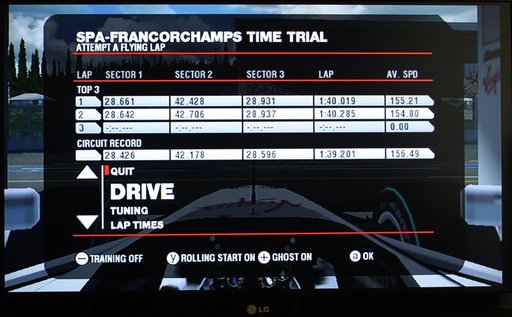 SPA-FRANCORCHAMPS TIME TRIAL
ATTEMPT A FLYING LAP
LAP SECTOR 1 SECTOR 2 SECTOR 3 LAP AV. SPD
TOP 3
1 28.661 42.428 28.931 1:40.019 155.21
2 28.642 42.706 28.937 1:40.285 154.80
3 -:--.--- -:--.--- -:--.--- -:--.--- 0.00
CIRCUIT RECORD
28.426 42.178 28.596 1:39.201 156.49
QUIT
DRIVE
TUNING
LAP TIMES
- TRAINING OFF y ROLLING START ON + GHOST ON a OK
LG